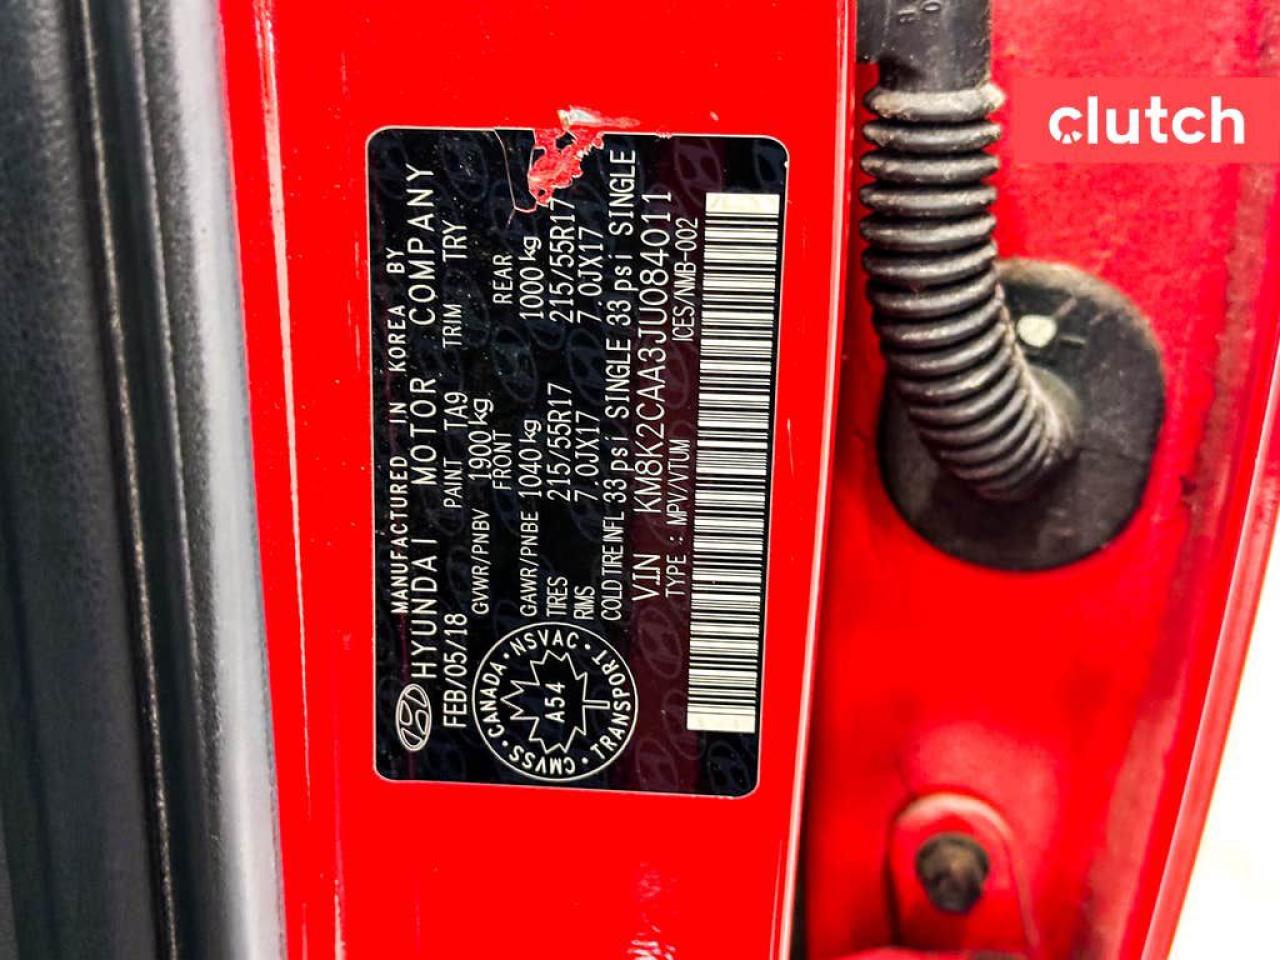 clutch
MANUFACTURED IN KOREA BY
HYUNDAI MOTOR COMPANY
FEB/05/18 PAINT TA9 TRIM TRY
GVWR/PNBV 1900 kg
FRONT REAR
GAWR/PNBE 1040 kg 1000 kg
TIRES 215/55R17 215/55R17
RIMS 7.0JX17 7.0JX17
COLD TIRE INFL 33 psi SINGLE 33 psi SINGLE
VIN KM8K2CAA3JU084011
TYPE : MPV/VTUM ICES/NMB-002
CANADA · NSVAC · TRANSPORT · CMVSS ·
A54